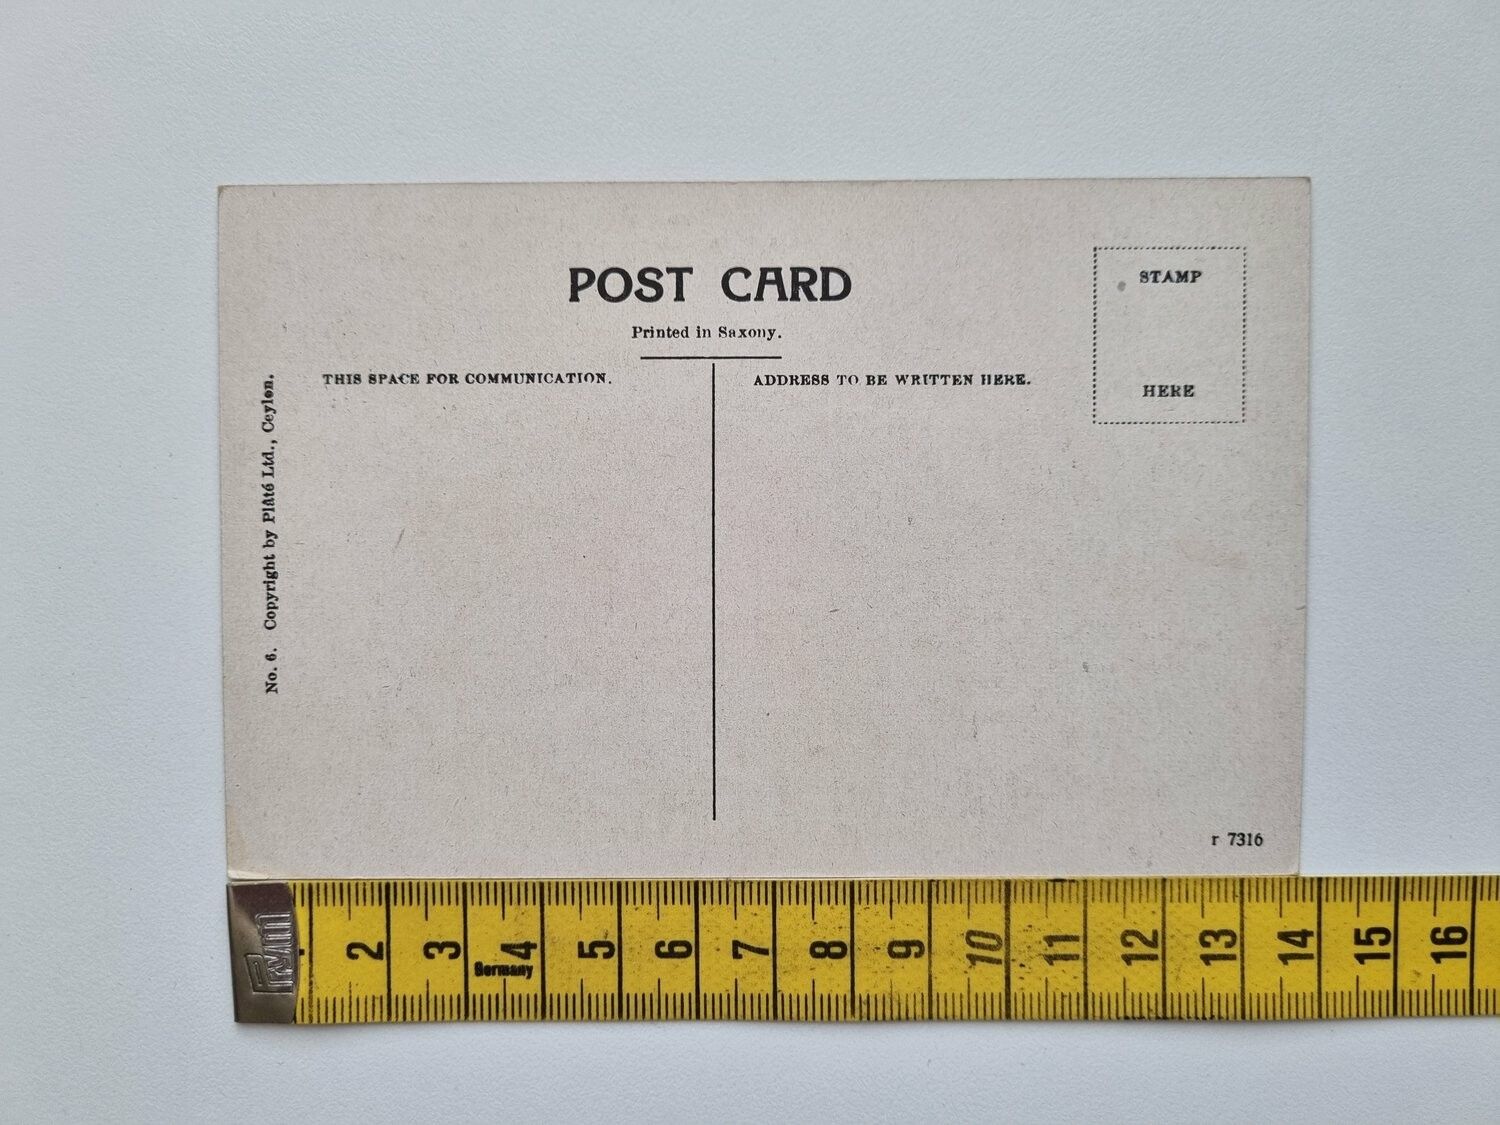 POST CARD
Printed in Saxony.
STAMP
HERE
THIS SPACE FOR COMMUNICATION.
ADDRESS TO BE WRITTEN HERE.
No. 6. Copyright by Plâté Ltd., Ceylon.
r 7316
Prym
2 3 4 5 6 7 8 9 10 11 12 13 14 15 16
Germany